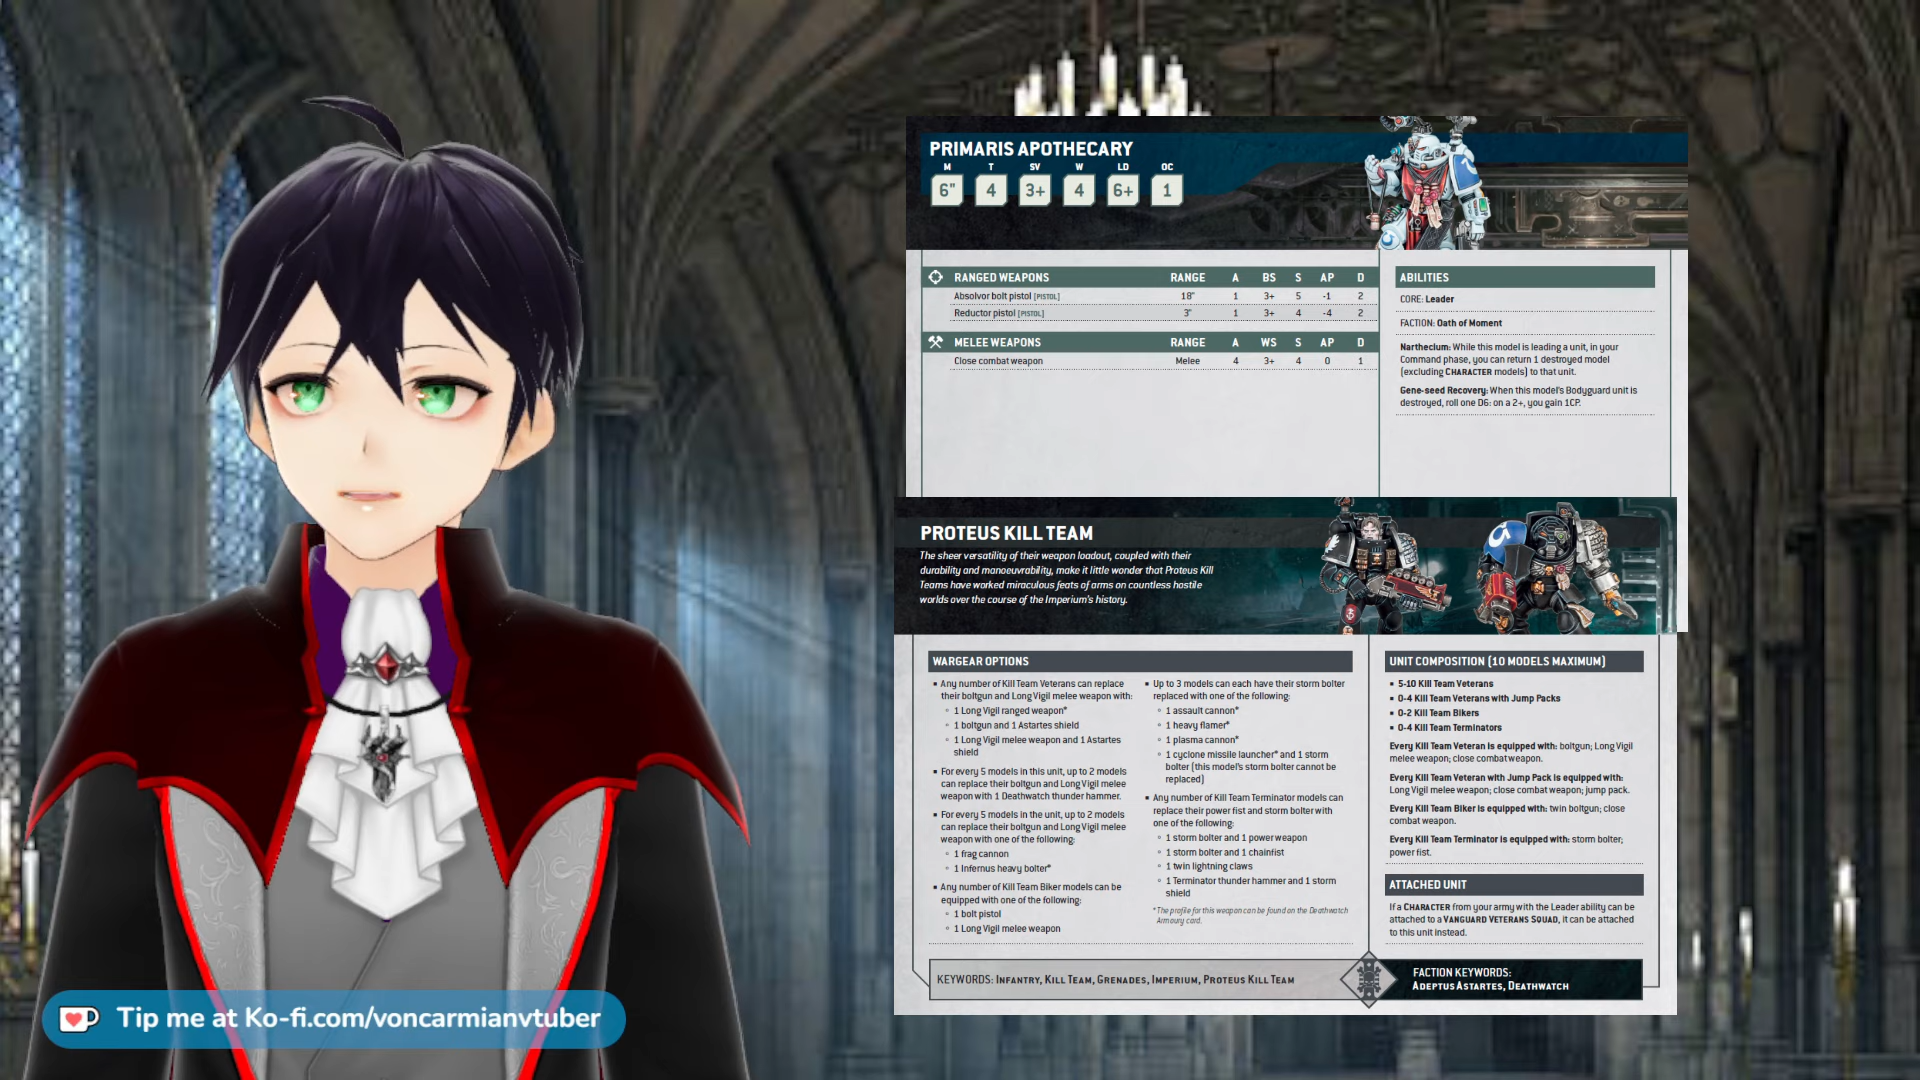 PRIMARIS APOTHECARY
M T SV W LD OC
6" 4 3+ 4 6+ 1
RANGED WEAPONS RANGE A BS S AP D
Absolvor bolt pistol [PISTOL] 18" 1 3+ 5 -1 2
Reductor pistol [PISTOL] 3" 1 3+ 4 -4 2
MELEE WEAPONS RANGE A WS S AP D
Close combat weapon Melee 4 3+ 4 0 1
ABILITIES
CORE: Leader
FACTION: Oath of Moment
Narthecium: While this model is leading a unit, in your
Command phase, you can return 1 destroyed model
(excluding CHARACTER models) to that unit.
Gene-seed Recovery: When this model's Bodyguard unit is
destroyed, roll one D6: on a 2+, you gain 1CP.
PROTEUS KILL TEAM
The sheer versatility of their weapon loadout, coupled with their
durability and manoeuvrability, make it little wonder that Proteus Kill
Teams have worked miraculous feats of arms on countless hostile
worlds over the course of the Imperium's history.
WARGEAR OPTIONS
▪ Any number of Kill Team Veterans can replace
their boltgun and Long Vigil melee weapon with:
◦ 1 Long Vigil ranged weapon*
◦ 1 boltgun and 1 Astartes shield
◦ 1 Long Vigil melee weapon and 1 Astartes
shield
▪ For every 5 models in this unit, up to 2 models
can replace their boltgun and Long Vigil melee
weapon with 1 Deathwatch thunder hammer.
▪ For every 5 models in the unit, up to 2 models
can replace their boltgun and Long Vigil melee
weapon with one of the following:
◦ 1 frag cannon
◦ 1 Infernus heavy bolter*
▪ Any number of Kill Team Biker models can be
equipped with one of the following:
◦ 1 bolt pistol
◦ 1 Long Vigil melee weapon
▪ Up to 3 models can each have their storm bolter
replaced with one of the following:
◦ 1 assault cannon*
◦ 1 heavy flamer*
◦ 1 plasma cannon*
◦ 1 cyclone missile launcher* and 1 storm
bolter (this model's storm bolter cannot be
replaced)
▪ Any number of Kill Team Terminator models can
replace their power fist and storm bolter with
one of the following:
◦ 1 storm bolter and 1 power weapon
◦ 1 storm bolter and 1 chainfist
◦ 1 twin lightning claws
◦ 1 Terminator thunder hammer and 1 storm
shield
*The profile for this weapon can be found on the Deathwatch
Armoury card.
UNIT COMPOSITION (10 MODELS MAXIMUM)
▪ 5-10 Kill Team Veterans
▪ 0-4 Kill Team Veterans with Jump Packs
▪ 0-2 Kill Team Bikers
▪ 0-4 Kill Team Terminators
Every Kill Team Veteran is equipped with: boltgun; Long Vigil
melee weapon; close combat weapon.
Every Kill Team Veteran with Jump Pack is equipped with:
Long Vigil melee weapon; close combat weapon; jump pack.
Every Kill Team Biker is equipped with: twin boltgun; close
combat weapon.
Every Kill Team Terminator is equipped with: storm bolter;
power fist.
ATTACHED UNIT
If a CHARACTER from your army with the Leader ability can be
attached to a VANGUARD VETERANS SQUAD, it can be attached
to this unit instead.
KEYWORDS: INFANTRY, KILL TEAM, GRENADES, IMPERIUM, PROTEUS KILL TEAM
FACTION KEYWORDS:
ADEPTUS ASTARTES, DEATHWATCH
Tip me at Ko-fi.com/voncarmianvtuber